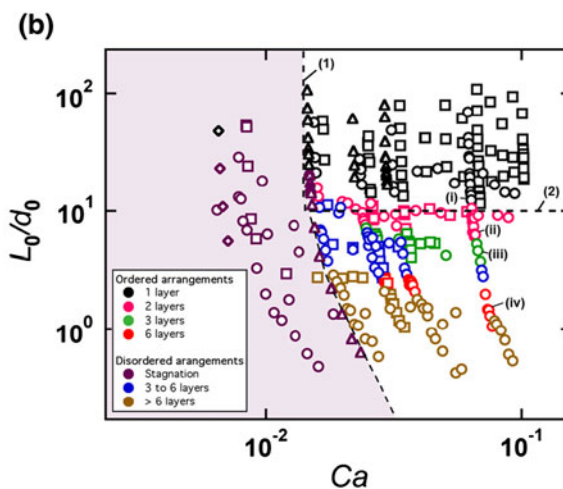 (b)
(1)
10²
(i)
10¹
(2)
(ii)
(iii)
(iv)
L₀/d₀
Ordered arrangements
1 layer
2 layers
3 layers
6 layers
Disordered arangements
Stagnation
3 to 6 layers
> 6 layers
10⁰
10⁻²
10⁻¹
Ca